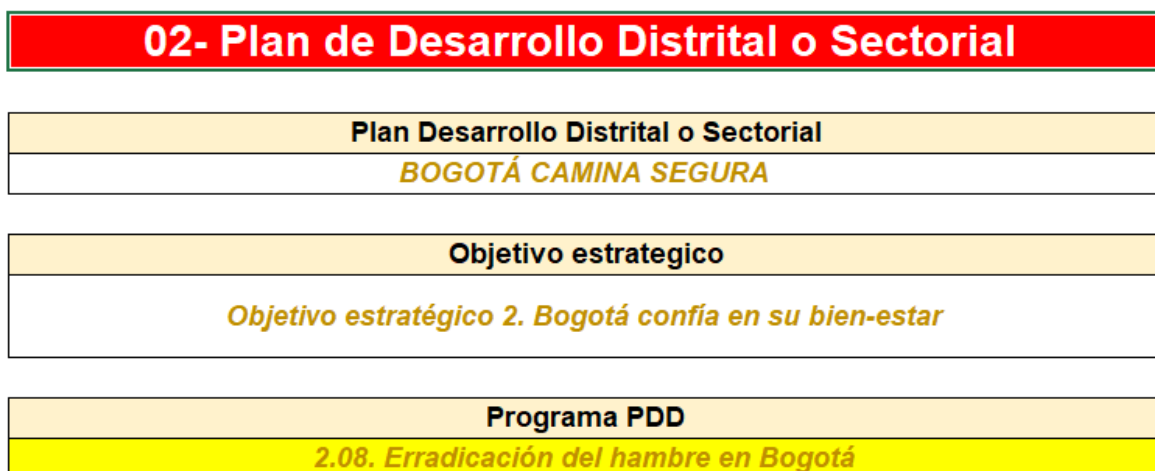 02- Plan de Desarrollo Distrital o Sectorial
Plan Desarrollo Distrital o Sectorial
BOGOTÁ CAMINA SEGURA
Objetivo estrategico
Objetivo estratégico 2. Bogotá confía en su bien-estar
Programa PDD
2.08. Erradicación del hambre en Bogotá